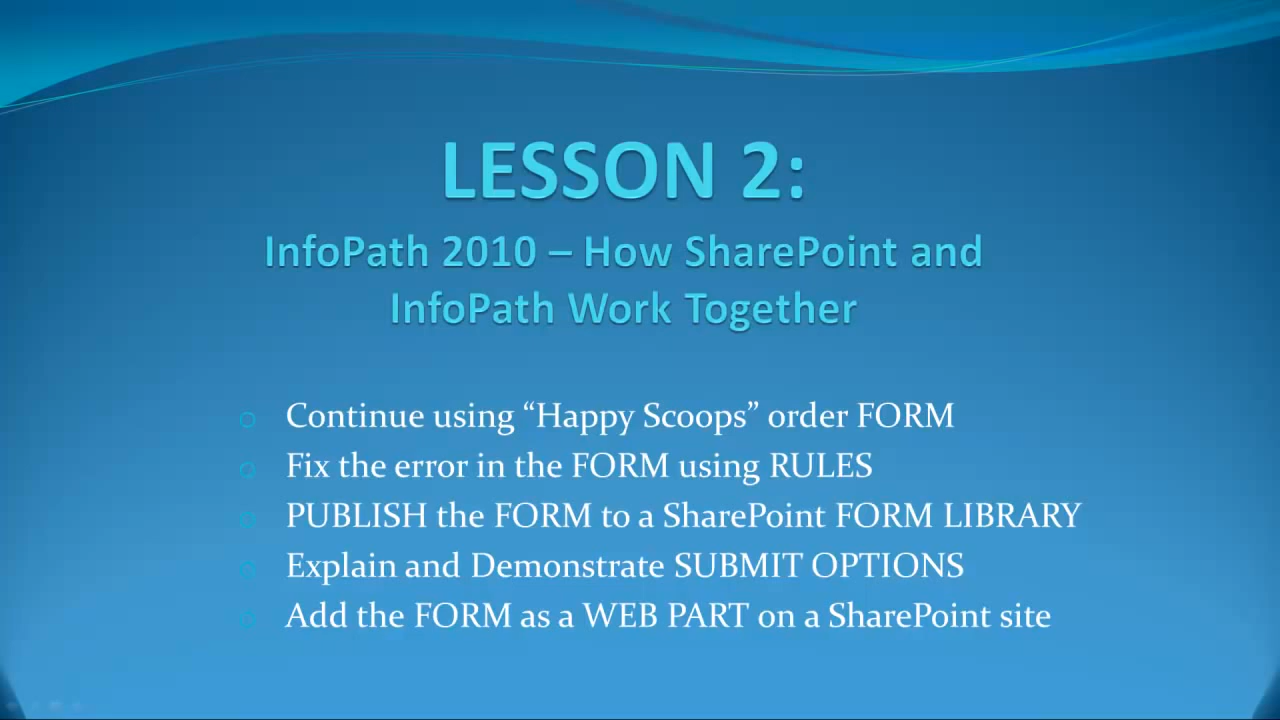 LESSON 2:
InfoPath 2010 – How SharePoint and
InfoPath Work Together
Continue using “Happy Scoops” order FORM
Fix the error in the FORM using RULES
PUBLISH the FORM to a SharePoint FORM LIBRARY
Explain and Demonstrate SUBMIT OPTIONS
Add the FORM as a WEB PART on a SharePoint site